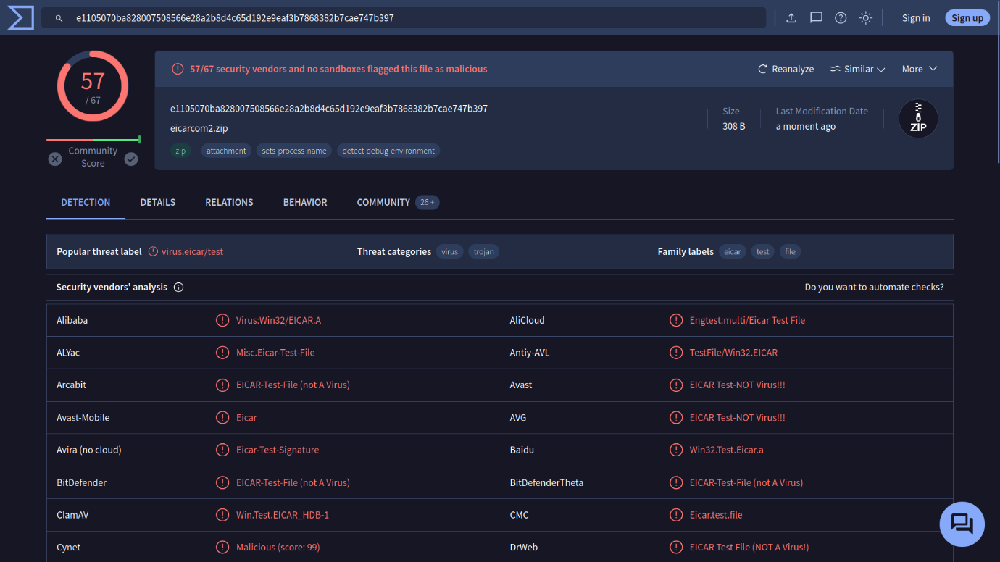 e1105070ba828007508566e28a2b8d4c65d192e9eaf3b7868382b7cae747b397
Sign in
Sign up
57
/ 67
Community
Score
57/67 security vendors and no sandboxes flagged this file as malicious
Reanalyze
Similar
More
e1105070ba828007508566e28a2b8d4c65d192e9eaf3b7868382b7cae747b397
eicarcom2.zip
zip
attachment
sets-process-name
detect-debug-environment
Size
308 B
Last Modification Date
a moment ago
ZIP
DETECTION
DETAILS
RELATIONS
BEHAVIOR
COMMUNITY 26 +
Popular threat label virus.eicar/test
Threat categories virus trojan
Family labels eicar test file
Security vendors' analysis
Do you want to automate checks?
Alibaba Virus:Win32/EICAR.A
AliCloud Engtest:multi/Eicar Test File
ALYac Misc.Eicar-Test-File
Antiy-AVL TestFile/Win32.EICAR
Arcabit EICAR-Test-File (not A Virus)
Avast EICAR Test-NOT Virus!!!
Avast-Mobile Eicar
AVG EICAR Test-NOT Virus!!!
Avira (no cloud) Eicar-Test-Signature
Baidu Win32.Test.Eicar.a
BitDefender EICAR-Test-File (not A Virus)
BitDefenderTheta EICAR-Test-File (not A Virus)
ClamAV Win.Test.EICAR_HDB-1
CMC Eicar.test.file
Cynet Malicious (score: 99)
DrWeb EICAR Test File (NOT A Virus!)